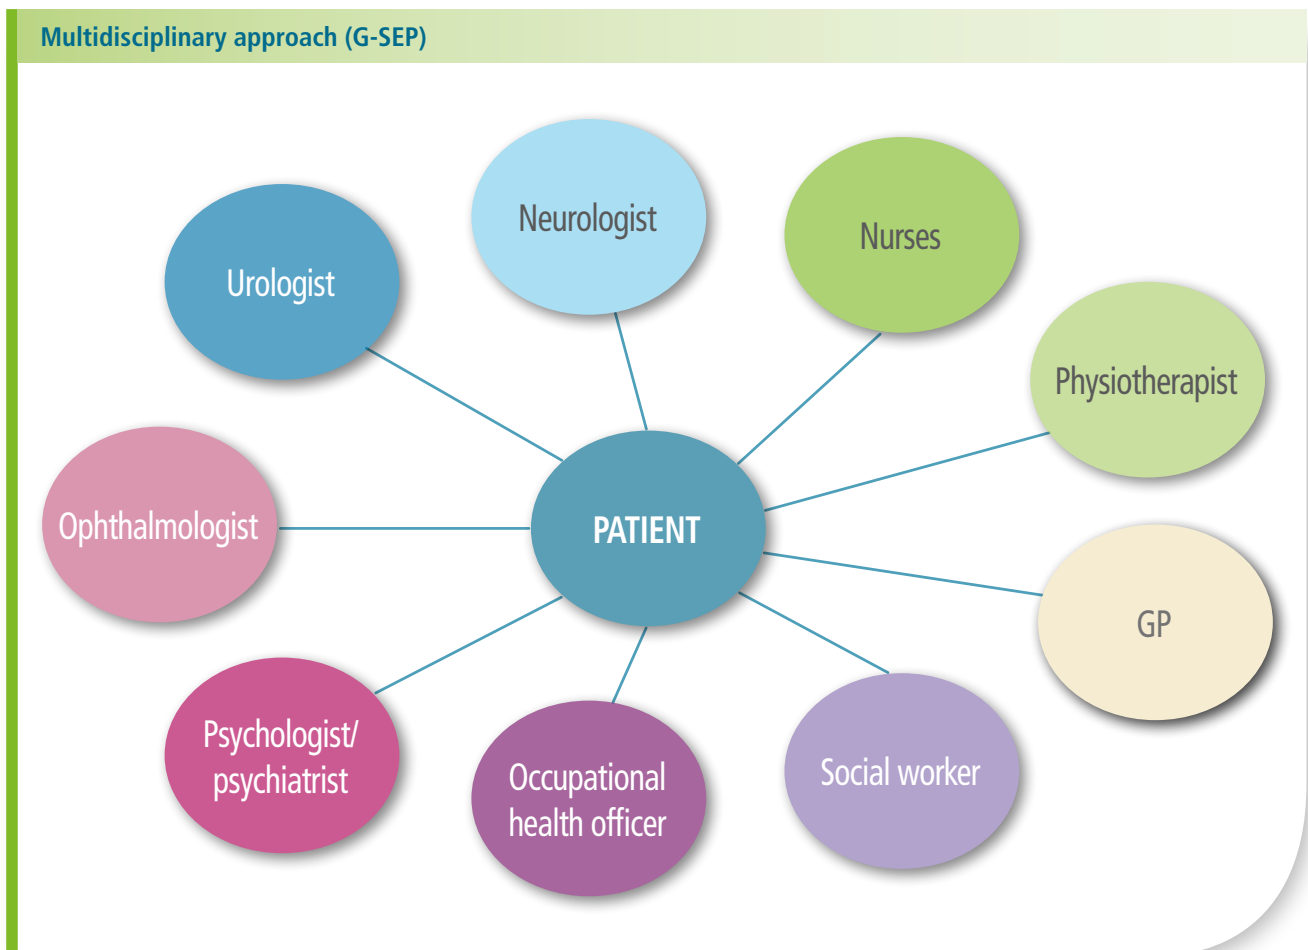 Multidisciplinary approach (G-SEP)
Neurologist
Nurses
Urologist
Physiotherapist
Ophthalmologist
PATIENT
GP
Psychologist/
psychiatrist
Occupational
health officer
Social worker